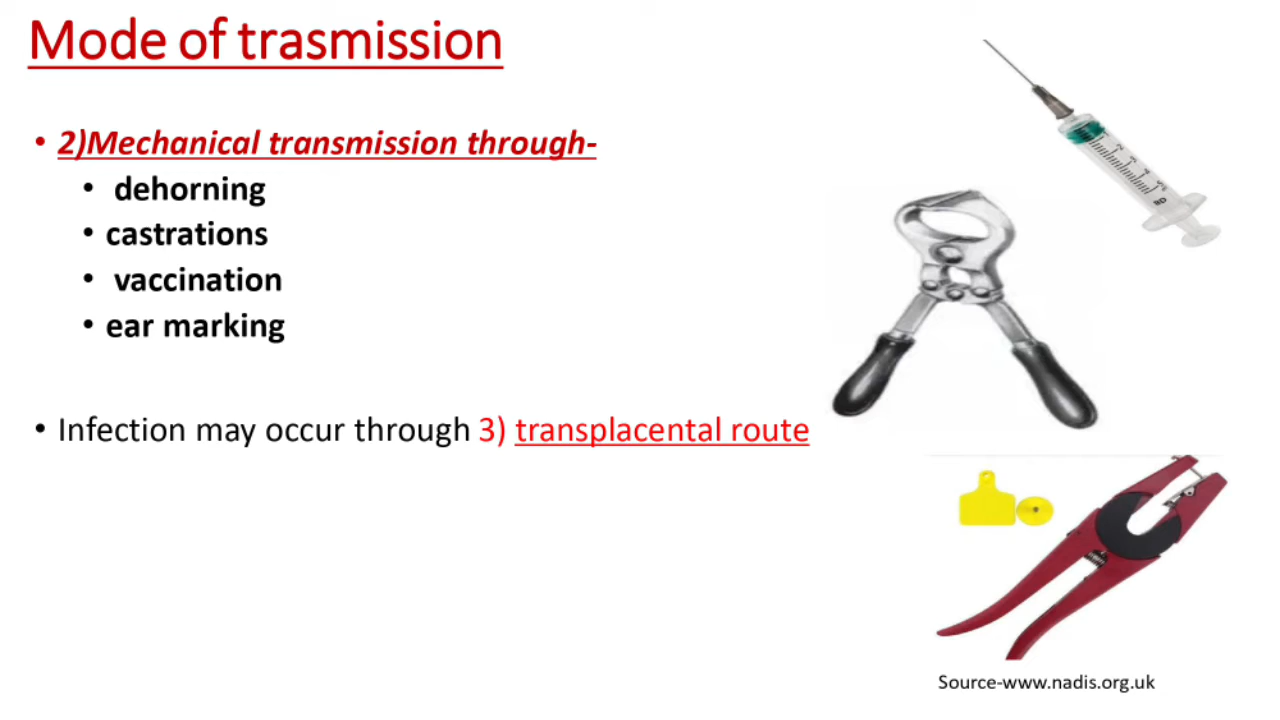 Mode of trasmission
• 2)Mechanical transmission through-
• dehorning
• castrations
• vaccination
• ear marking
• Infection may occur through 3) transplacental route
Source-www.nadis.org.uk